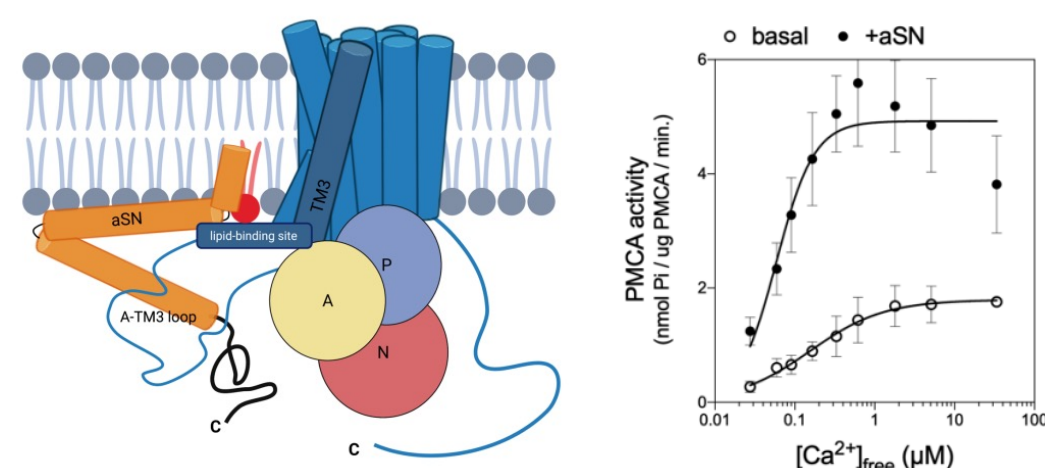 aSN
lipid-binding site
TM3
A-TM3 loop
A
P
N
C
C
basal +aSN
PMCA activity
(nmol Pi / ug PMCA / min.)
6
4
2
0
0.01 0.1 1 10 100
[Ca²⁺]free (μM)